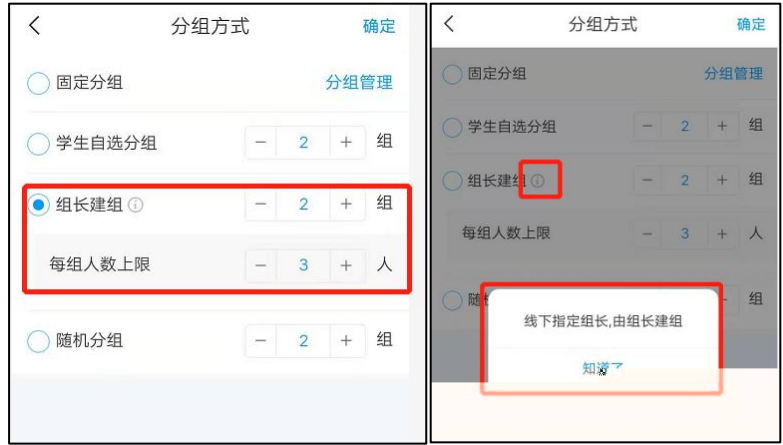 分组方式 确定
固定分组 分组管理
学生自选分组 － 2 + 组
组长建组 － 2 + 组
每组人数上限 － 3 + 人
随机分组 － 2 + 组
分组方式 确定
固定分组 分组管理
学生自选分组 － 2 + 组
组长建组 － 2 + 组
每组人数上限 － 3 + 人
随 组
线下指定组长,由组长建组
知道了